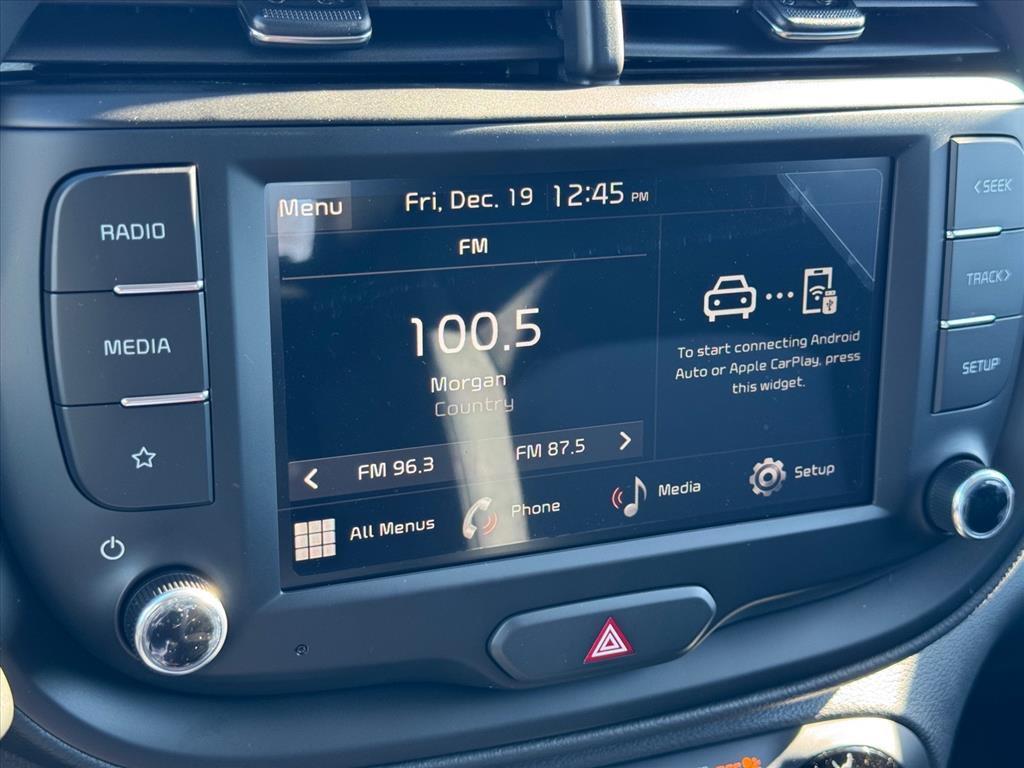 Menu Fri, Dec. 19 12:45 PM
FM
100.5
Morgan
Country
To start connecting Android
Auto or Apple CarPlay, press
this widget.
< FM 96.3 FM 87.5 >
All Menus Phone Media Setup
RADIO
MEDIA
< SEEK
TRACK >
SETUP